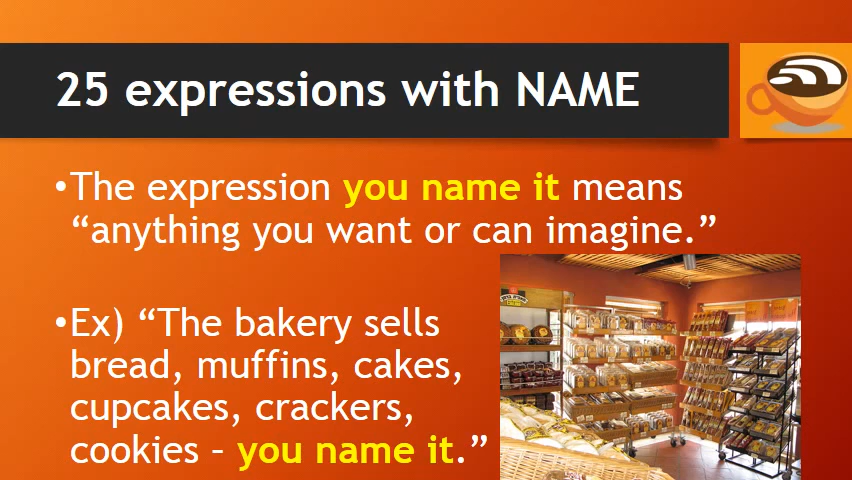 25 expressions with NAME
•The expression you name it means
“anything you want or can imagine.”
•Ex) “The bakery sells
bread, muffins, cakes,
cupcakes, crackers,
cookies – you name it.”